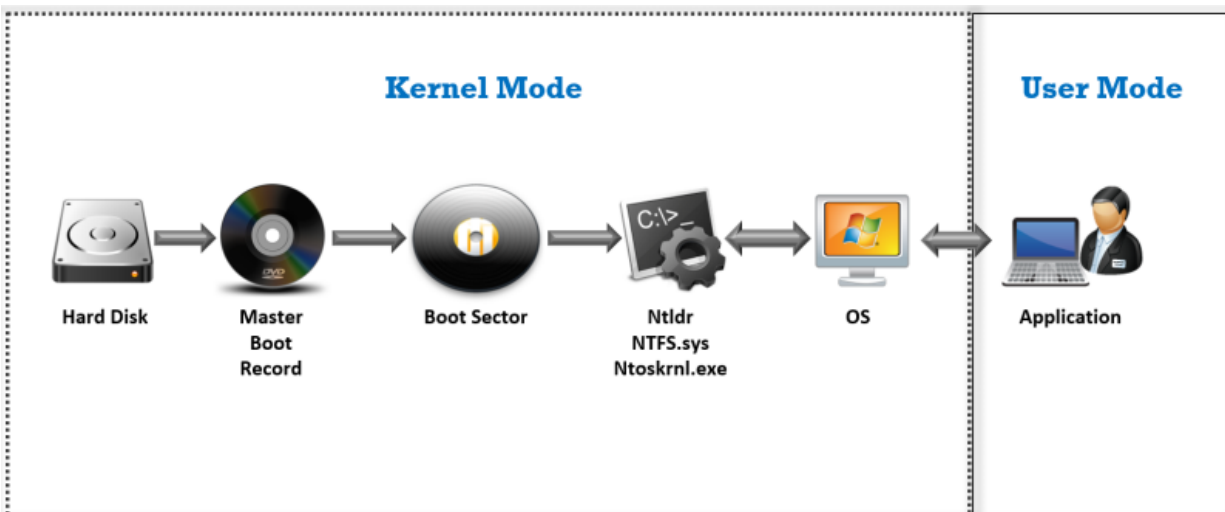 Kernel Mode
User Mode
C:\>_
DVD
Hard Disk
Master
Boot
Record
Boot Sector
Ntldr
NTFS.sys
Ntoskrnl.exe
OS
Application